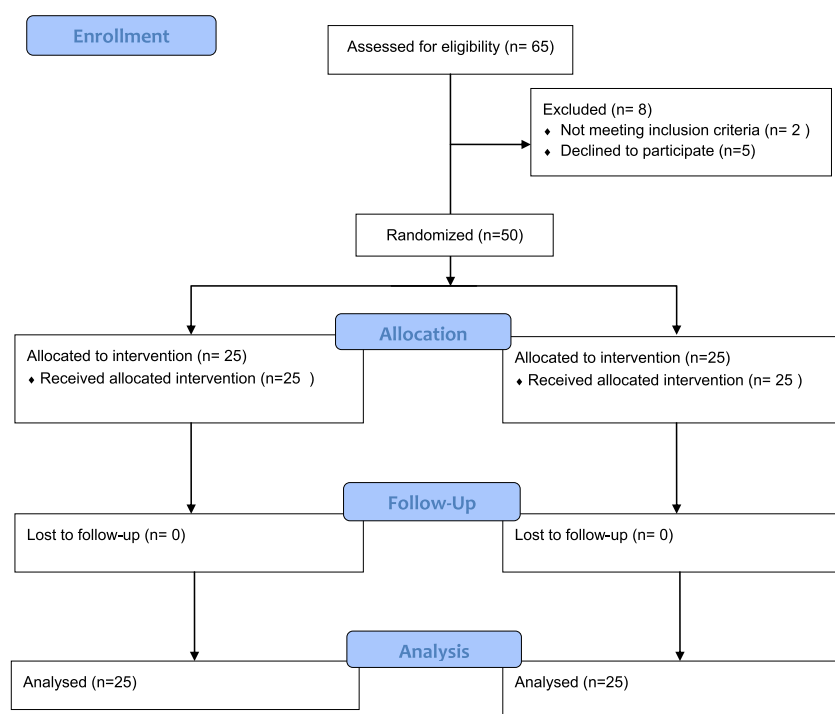 Enrollment
Assessed for eligibility (n= 65)
Excluded (n= 8)
♦ Not meeting inclusion criteria (n= 2 )
♦ Declined to participate (n=5)
Randomized (n=50)
Allocation
Allocated to intervention (n= 25)
♦ Received allocated intervention (n=25 )
Allocated to intervention (n=25)
♦ Received allocated intervention (n= 25 )
Follow-Up
Lost to follow-up (n= 0)
Lost to follow-up (n= 0)
Analysis
Analysed (n=25)
Analysed (n=25)